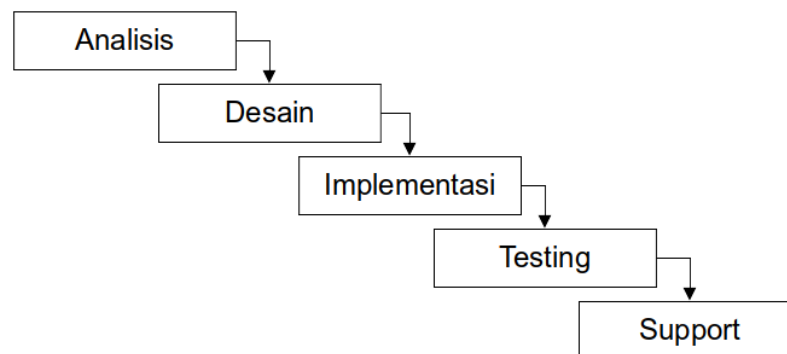 Analisis
Desain
Implementasi
Testing
Support